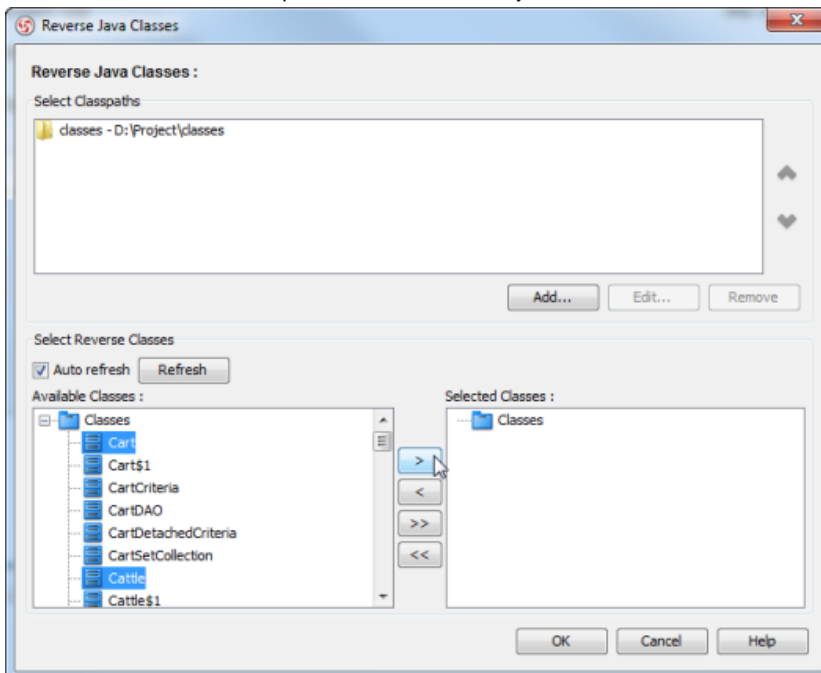 Reverse Java Classes
Reverse Java Classes :
Select Classpaths
classes - D:\Project\classes
Add... Edit... Remove
Select Reverse Classes
Auto refresh Refresh
Available Classes : Selected Classes :
Classes Classes
Cart
Cart$1
>
CartCriteria
<
CartDAO
>>
CartDetachedCriteria
<<
CartSetCollection
Cattle
Cattle$1
OK Cancel Help